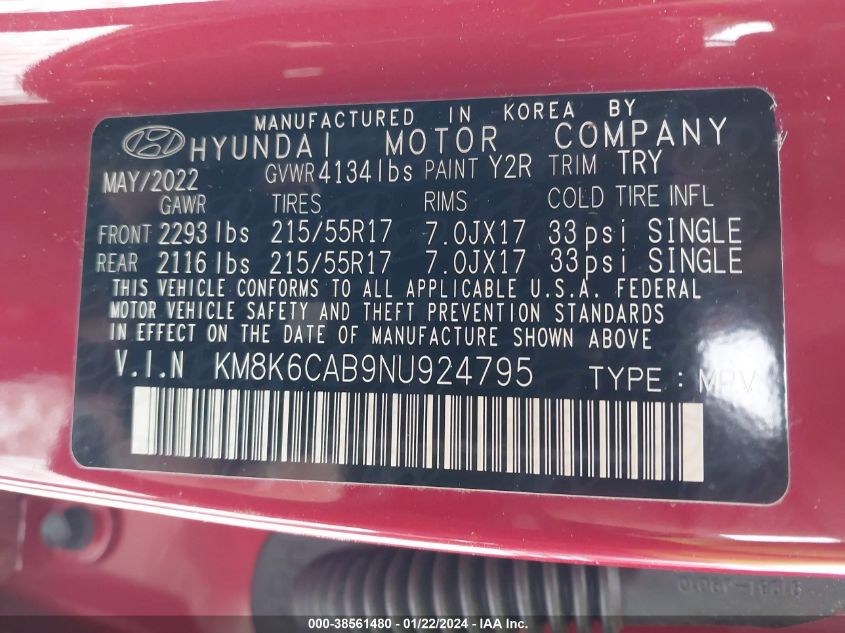 MANUFACTURED IN KOREA BY
HYUNDAI MOTOR COMPANY
MAY/2022 GVWR 4134 lbs PAINT Y2R TRIM TRY
GAWR TIRES RIMS COLD TIRE INFL
FRONT 2293 lbs 215/55R17 7.0JX17 33psi SINGLE
REAR 2116 lbs 215/55R17 7.0JX17 33psi SINGLE
THIS VEHICLE CONFORMS TO ALL APPLICABLE U.S.A. FEDERAL
MOTOR VEHICLE SAFETY AND THEFT PREVENTION STANDARDS
IN EFFECT ON THE DATE OF MANUFACTURE SHOWN ABOVE
V.I.N KM8K6CAB9NU924795 TYPE : MPV
000-38561480 - 01/22/2024 - IAA Inc.